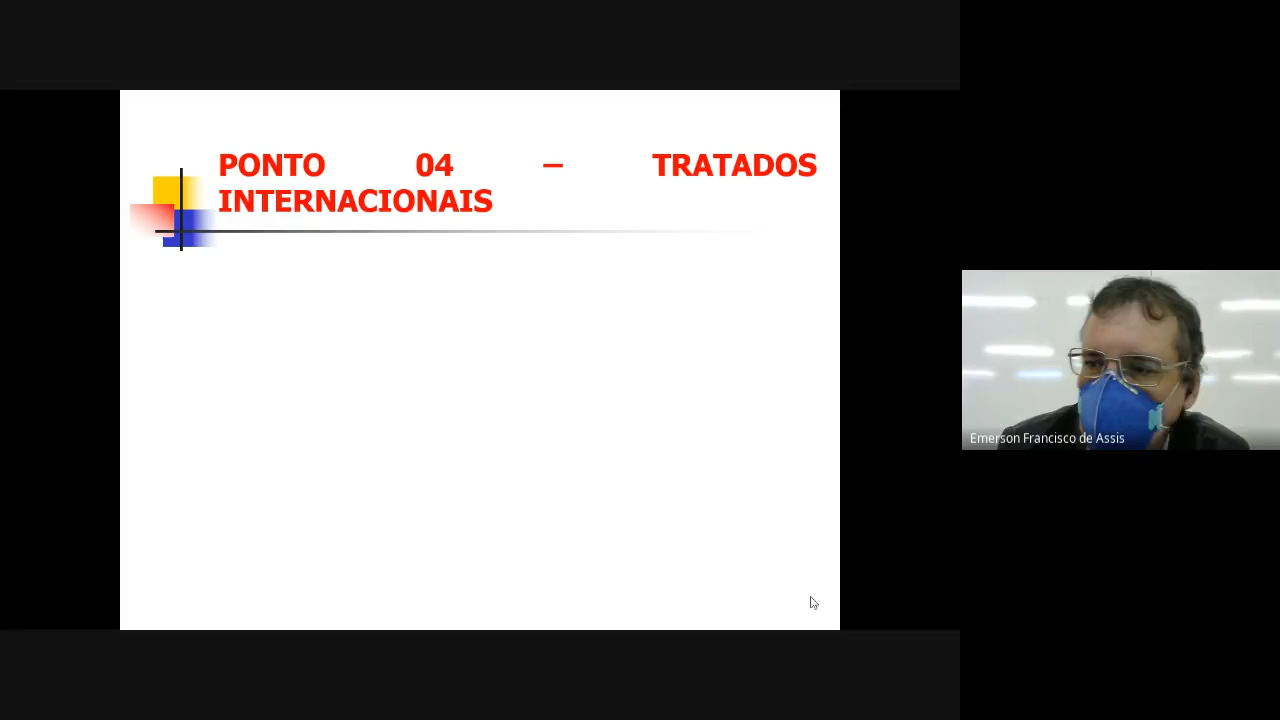 PONTO 04 – TRATADOS
INTERNACIONAIS
Emerson Francisco de Assis